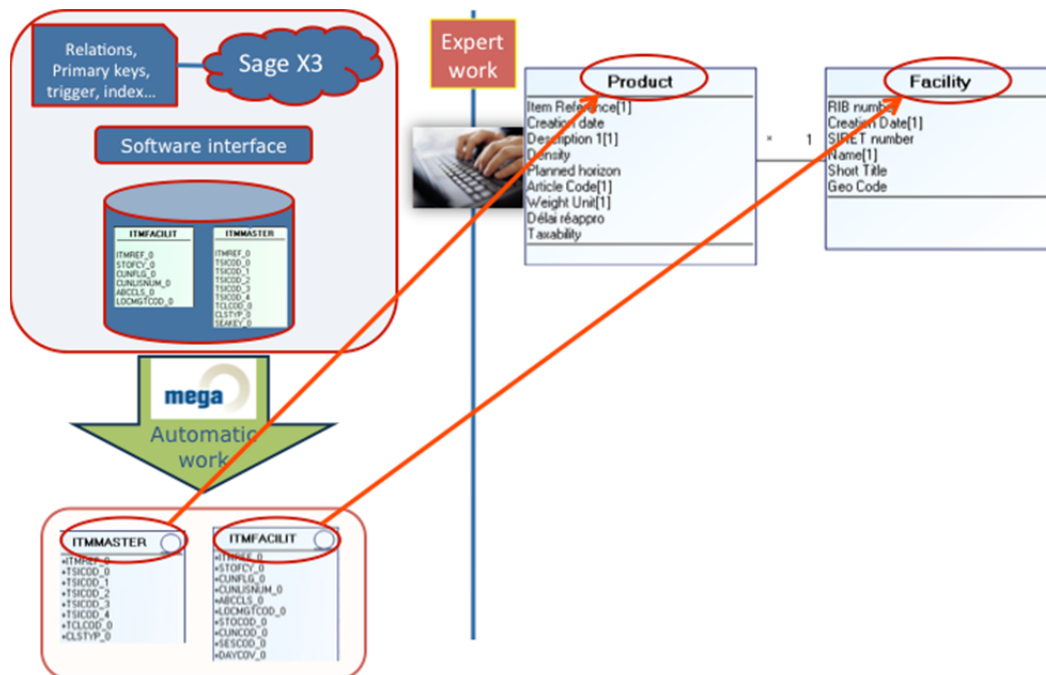 Relations,
Primary keys,
trigger, index...
Sage X3
Software interface
ITMFACILIT
ITMREF_0
STOFCY_0
CUNFLG_0
CUNLISNUM_0
ABCCLS_0
LOCMGTCOD_0
ITMMASTER
ITMREF_0
TSICOD_0
TSICOD_1
TSICOD_2
TSICOD_3
TSICOD_4
TCLCOD_0
CLSTYP_0
SEAKEY_0
mega
Automatic
work
ITMMASTER
*ITMREF_0
*TSICOD_0
*TSICOD_1
*TSICOD_2
*TSICOD_3
*TSICOD_4
*TCLCOD_0
*CLSTYP_0
ITMFACILIT
*ITMREF_0
*STOFCY_0
*CUNFLG_0
*CUNLISNUM_0
*ABCCLS_0
*LOCMGTCOD_0
*STOCOD_0
*CUNCOD_0
*SESCOD_0
*DAYCOV_0
Expert
work
Product
Item Reference[1]
Creation date
Description 1[1]
Density
Planned horizon
Article Code[1]
Weight Unit[1]
Délai réappro
Taxability
* 1
Facility
RIB number
Creation Date[1]
SIRET number
Name[1]
Short Title
Geo Code